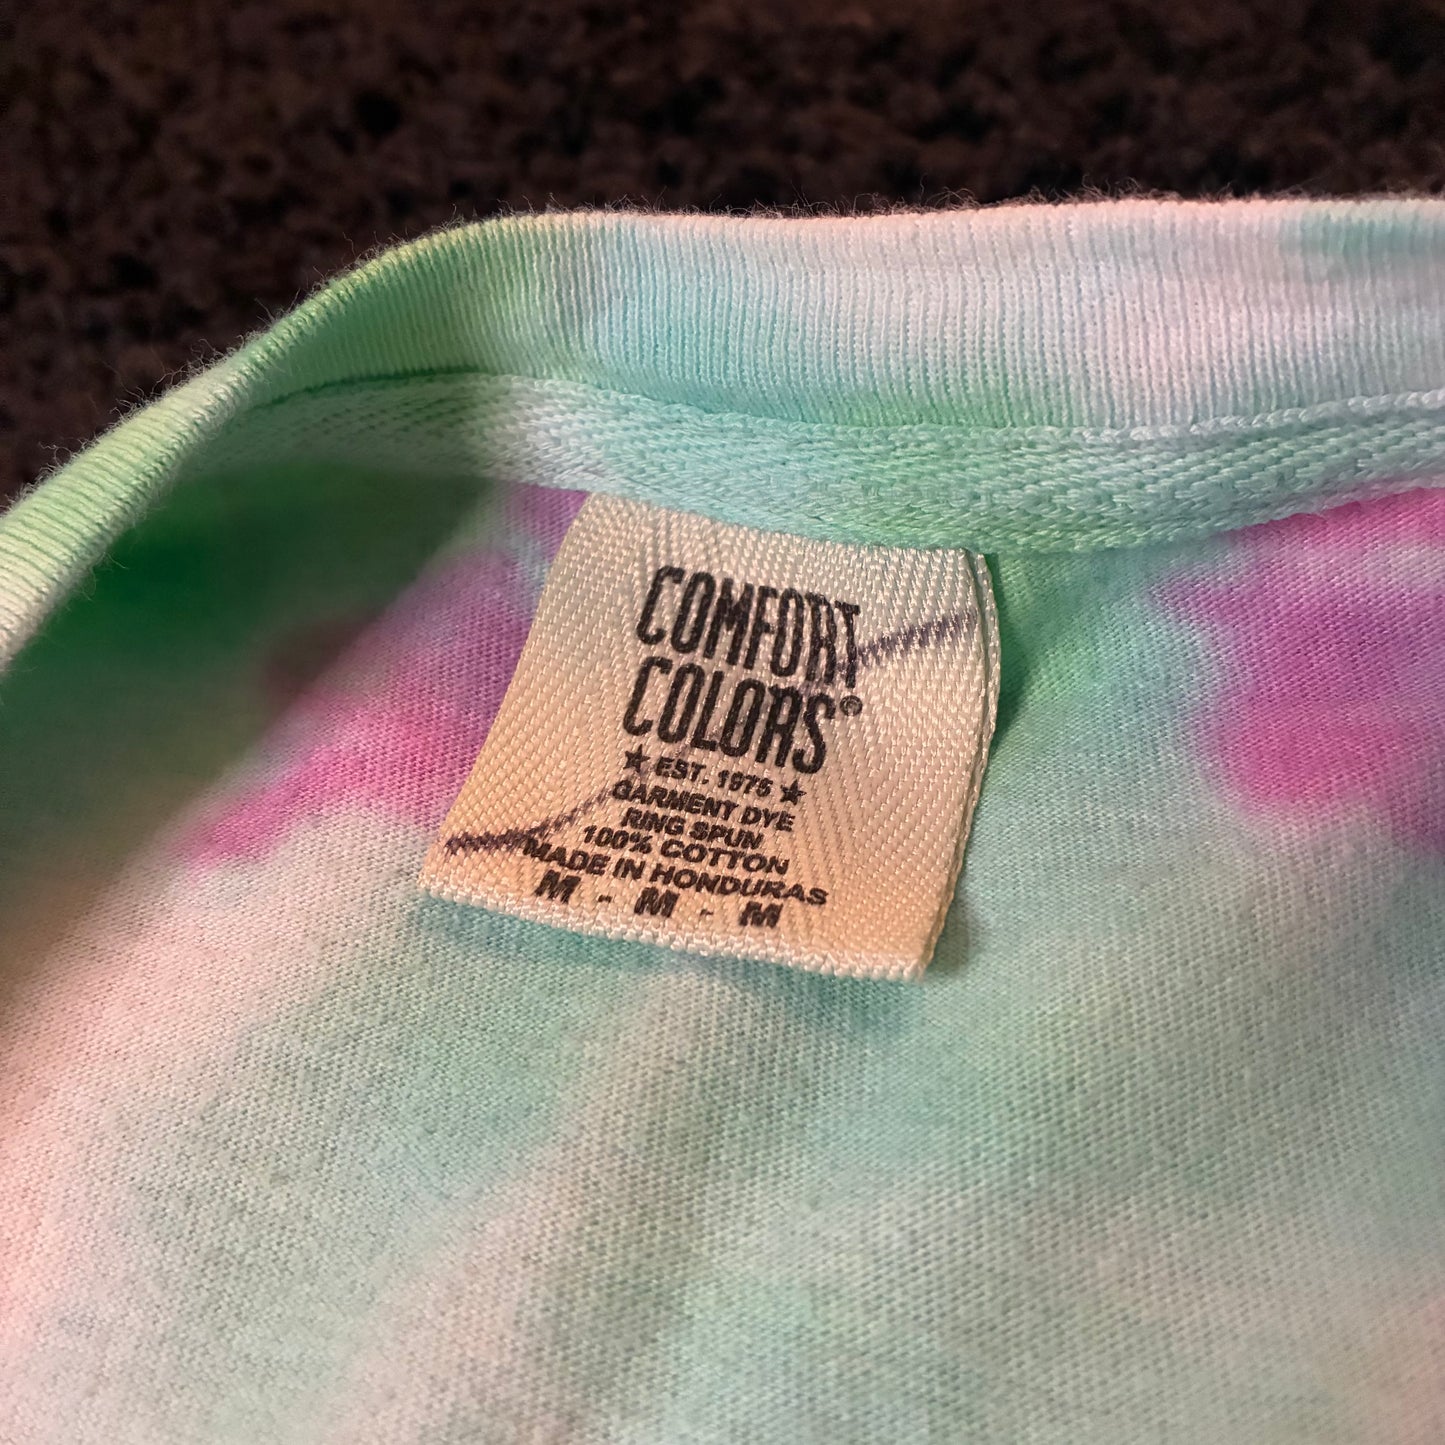 COMFORT
COLORS®
★ EST. 1975 ★
GARMENT DYE
RING SPUN
100% COTTON
MADE IN HONDURAS
M - M - M